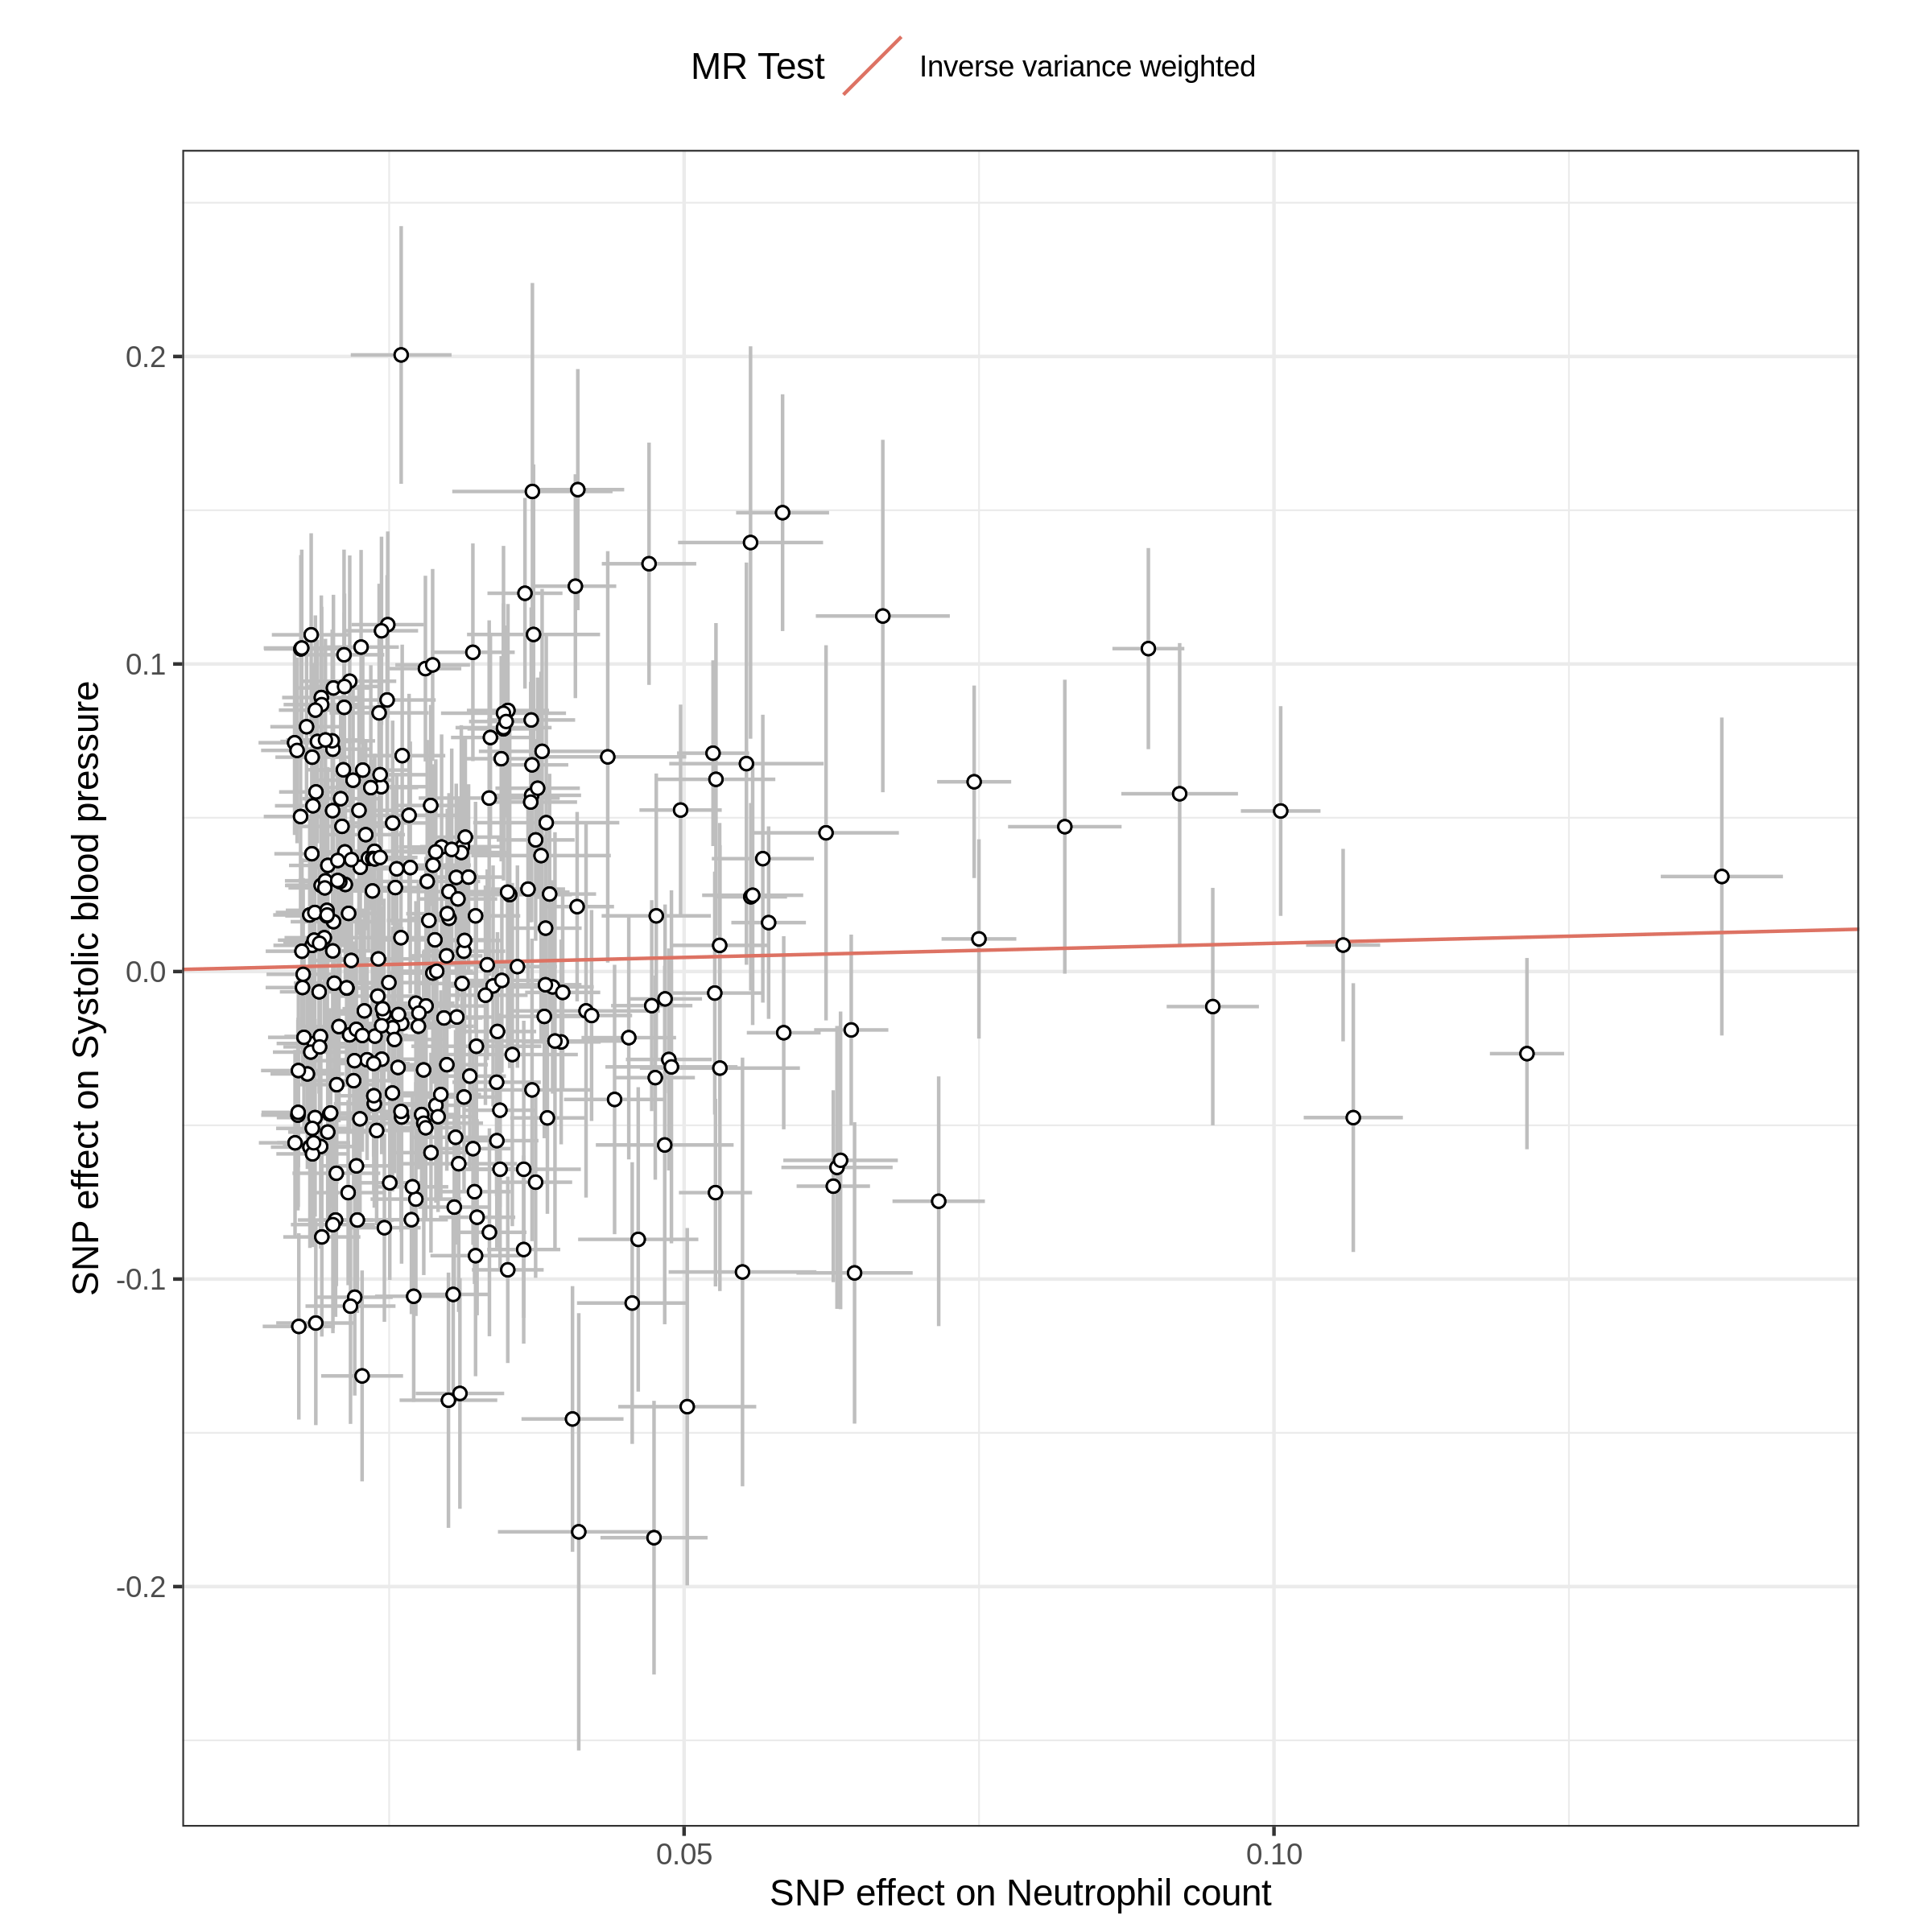 MR Test Inverse variance weighted
SNP effect on Systolic blood pressure
0.2
0.1
0.0
-0.1
-0.2
0.05 0.10
SNP effect on Neutrophil count